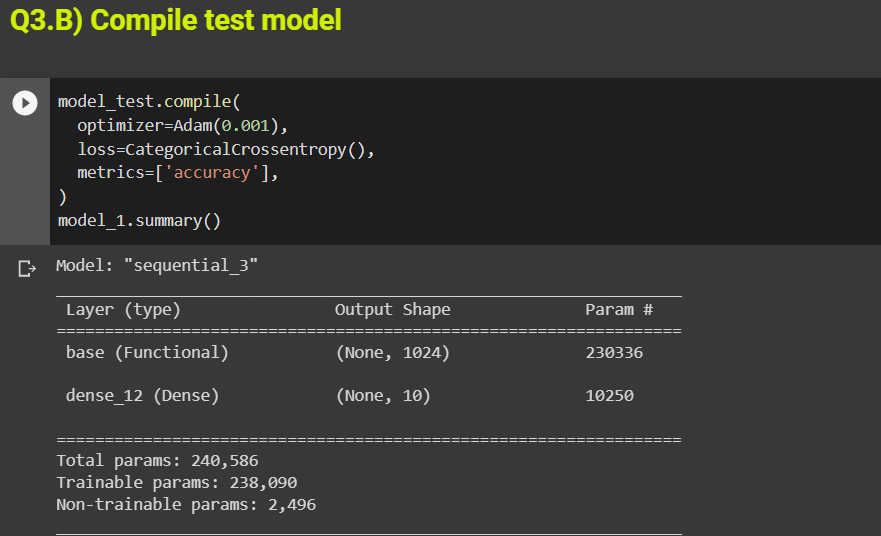 Q3.B) Compile test model
model_test.compile(
optimizer=Adam(0.001),
loss=CategoricalCrossentropy(),
metrics=['accuracy'],
)
model_1.summary()
Model: "sequential_3"
Layer (type) Output Shape Param #
base (Functional) (None, 1024) 230336
dense_12 (Dense) (None, 10) 10250
Total params: 240,586
Trainable params: 238,090
Non-trainable params: 2,496